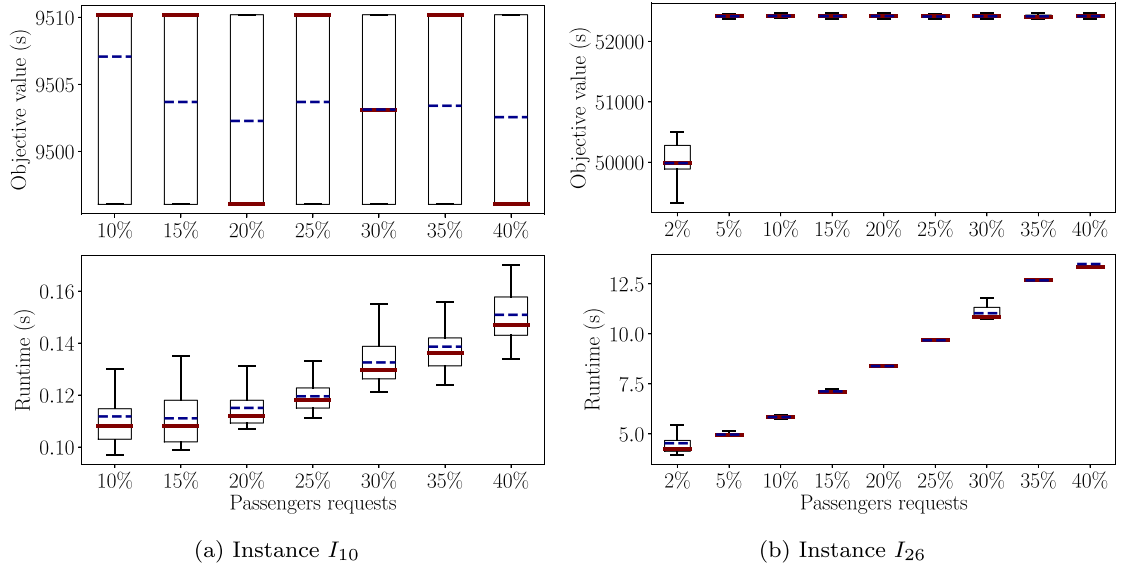 Objective value (s)
9510
9505
9500
10% 15% 20% 25% 30% 35% 40%
Runtime (s)
0.16
0.14
0.12
0.10
10% 15% 20% 25% 30% 35% 40%
Passengers requests
(a) Instance I10
Objective value (s)
52000
51000
50000
2% 5% 10% 15% 20% 25% 30% 35% 40%
Runtime (s)
12.5
10.0
7.5
5.0
2% 5% 10% 15% 20% 25% 30% 35% 40%
Passengers requests
(b) Instance I26